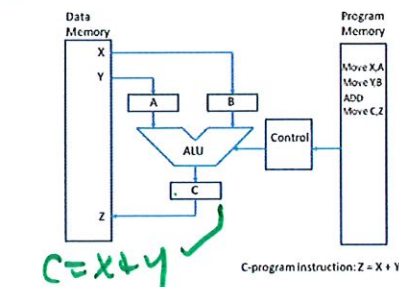 Data
Memory
Program
Memory
X
Y
A
B
Move X,A
Move Y,B
ADD
Move C,Z
Control
ALU
C
Z
C=X+y
C-program instruction: Z = X + Y